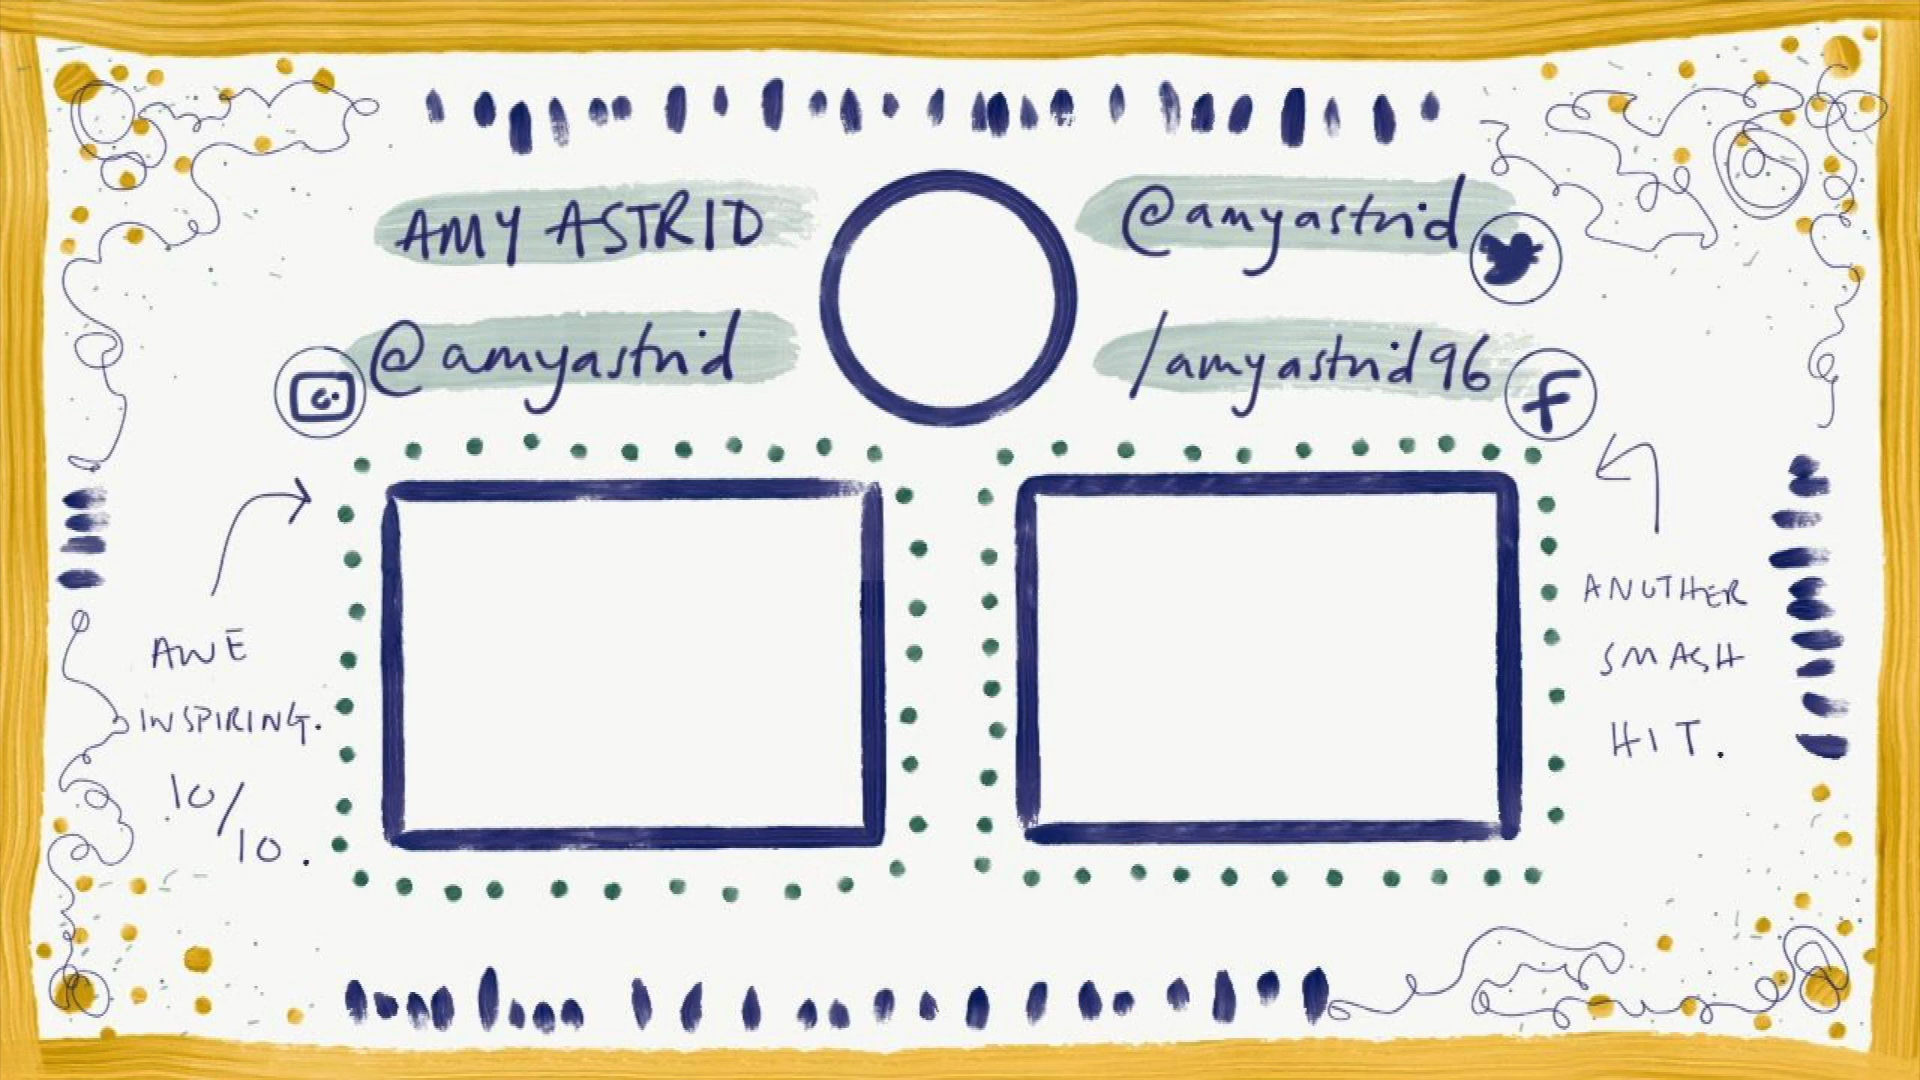 AMY ASTRID
@amyastrid
@amyastrid
/amyastrid96
AWE
INSPIRING.
10/10.
ANOTHER
SMASH
HIT.